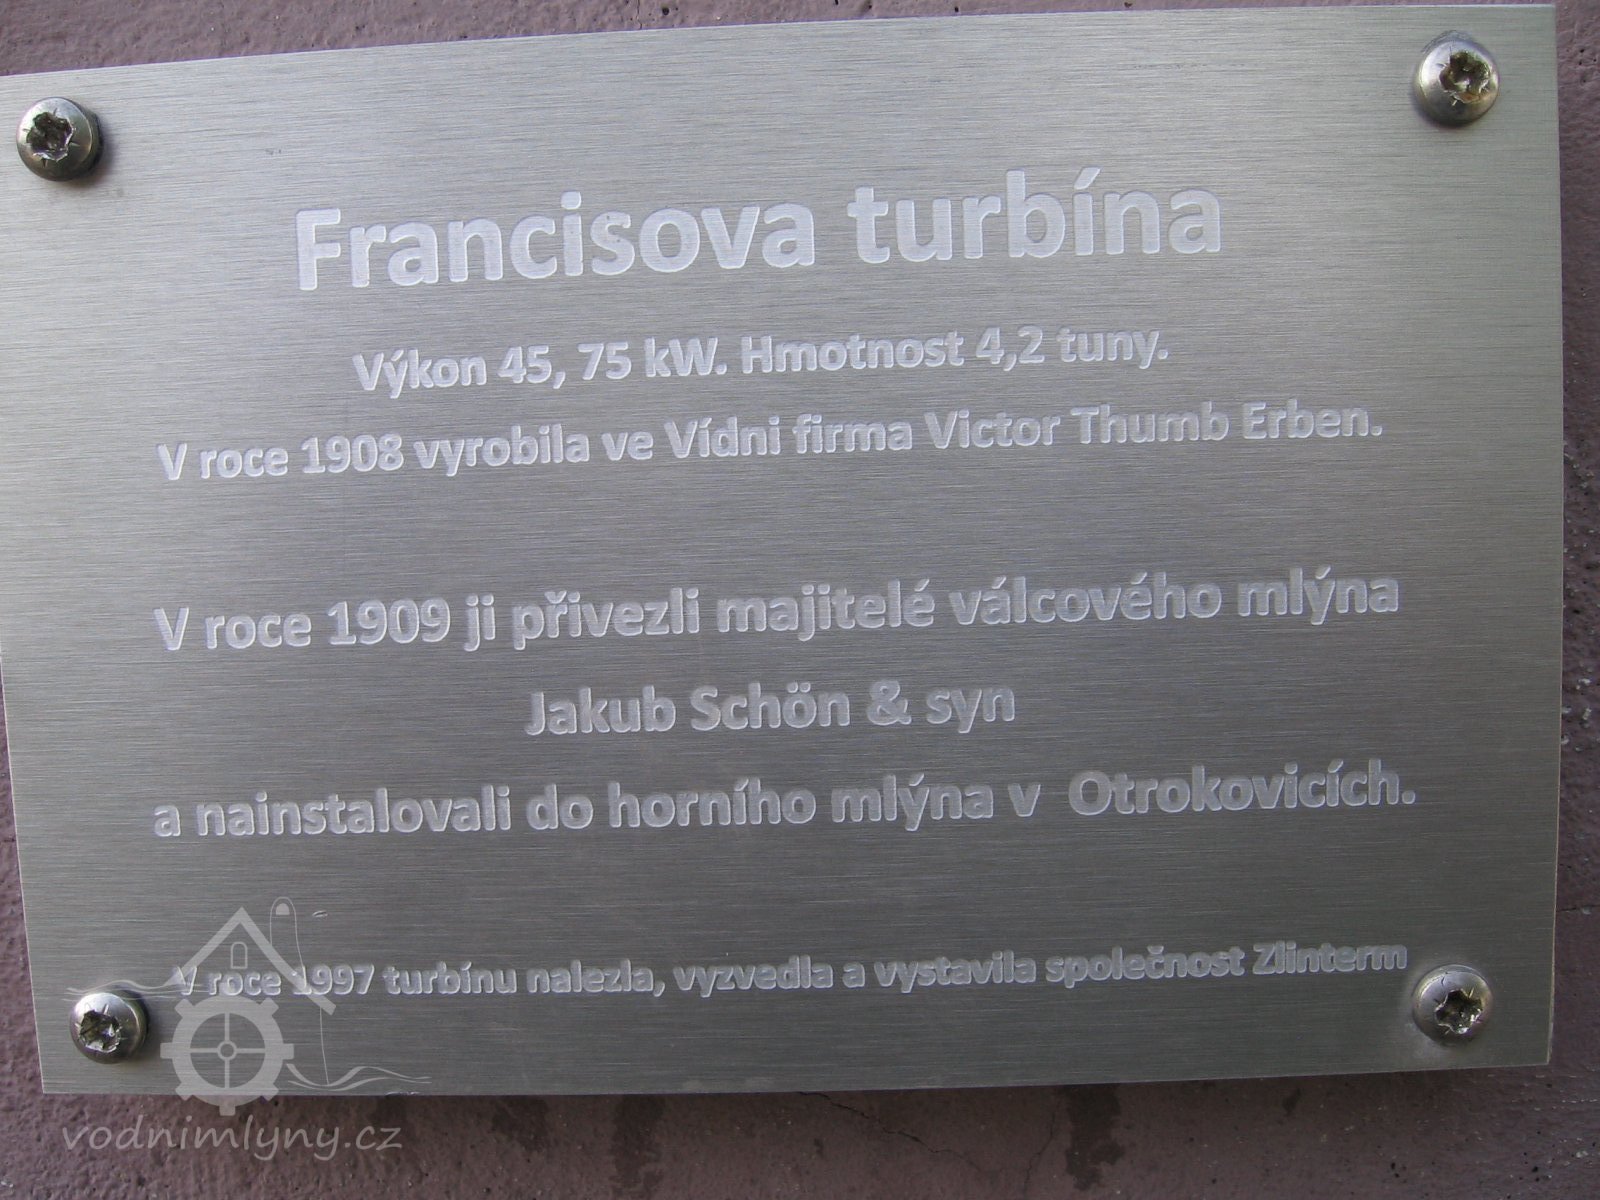 Francisova turbína
Výkon 45, 75 kW. Hmotnost 4,2 tuny.
V roce 1908 vyrobila ve Vídni firma Victor Thumb Erben.
V roce 1909 ji přivezli majitelé válcového mlýna
Jakub Schön & syn
a nainstalovali do horního mlýna v Otrokovicích.
V roce 1997 turbínu nalezla, vyzvedla a vystavila společnost Zlinterm
vodnimlyny.cz